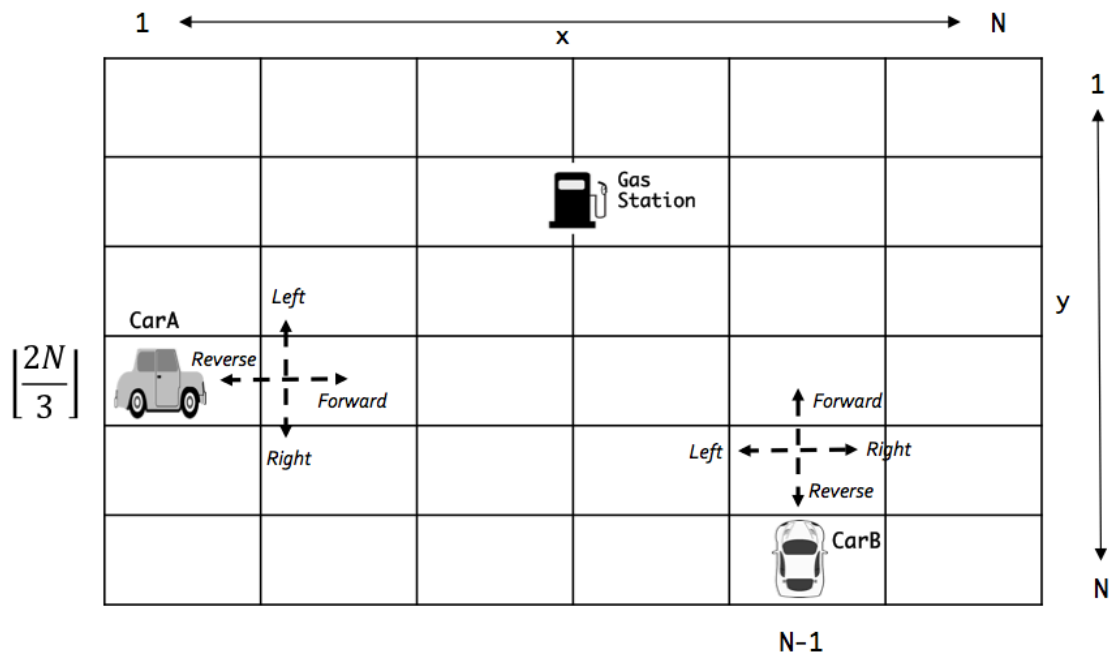 1 N
x
1
Gas
Station
Left
y
CarA
⌊2N/3⌋
Reverse
Forward
Forward
Left Right
Right
Reverse
CarB
N
N-1